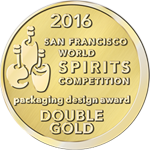 2016
SAN FRANCISCO
WORLD
SPIRITS
COMPETITION
packaging design award
DOUBLE
GOLD